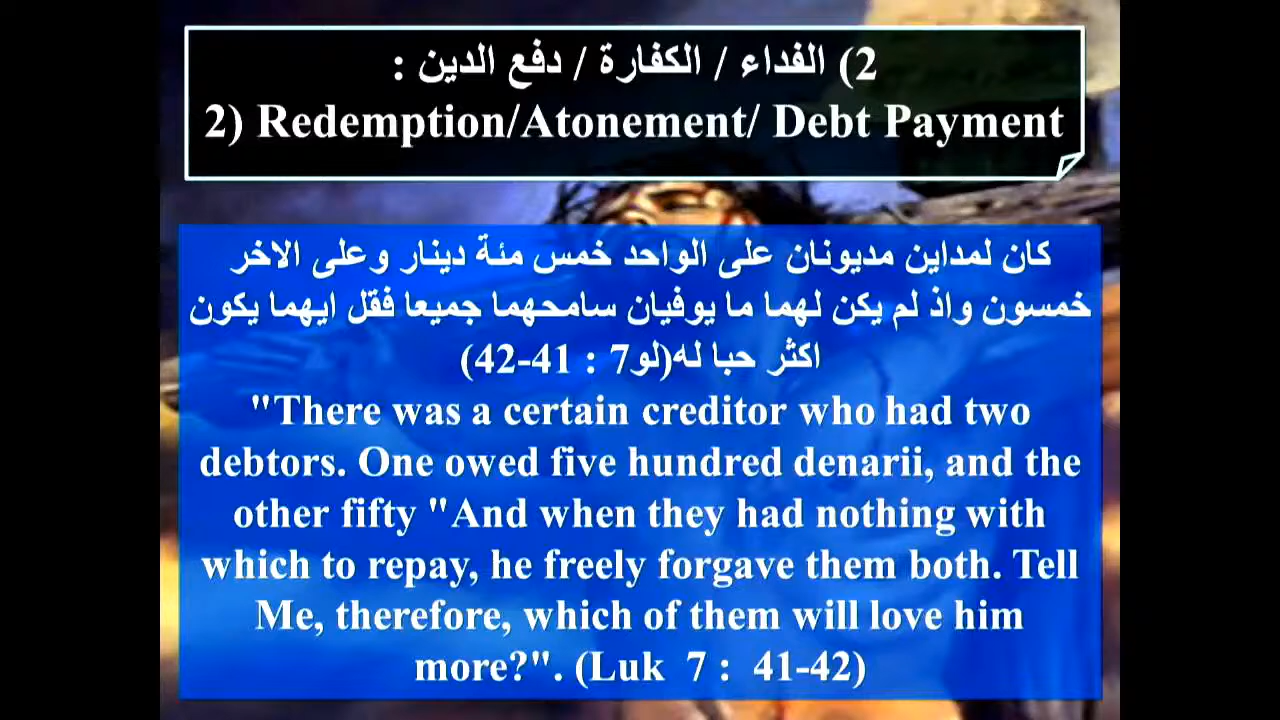 2) الفداء / الكفارة / دفع الدين :
2) Redemption/Atonement/ Debt Payment
كان لمداين مديونان على الواحد خمس مئة دينار وعلى الاخر
خمسون واذ لم يكن لهما ما يوفيان سامحهما جميعا فقل ايهما يكون
اكثر حبا له(لو7 : 41-42)
"There was a certain creditor who had two
debtors. One owed five hundred denarii, and the
other fifty "And when they had nothing with
which to repay, he freely forgave them both. Tell
Me, therefore, which of them will love him
more?". (Luk 7 : 41-42)